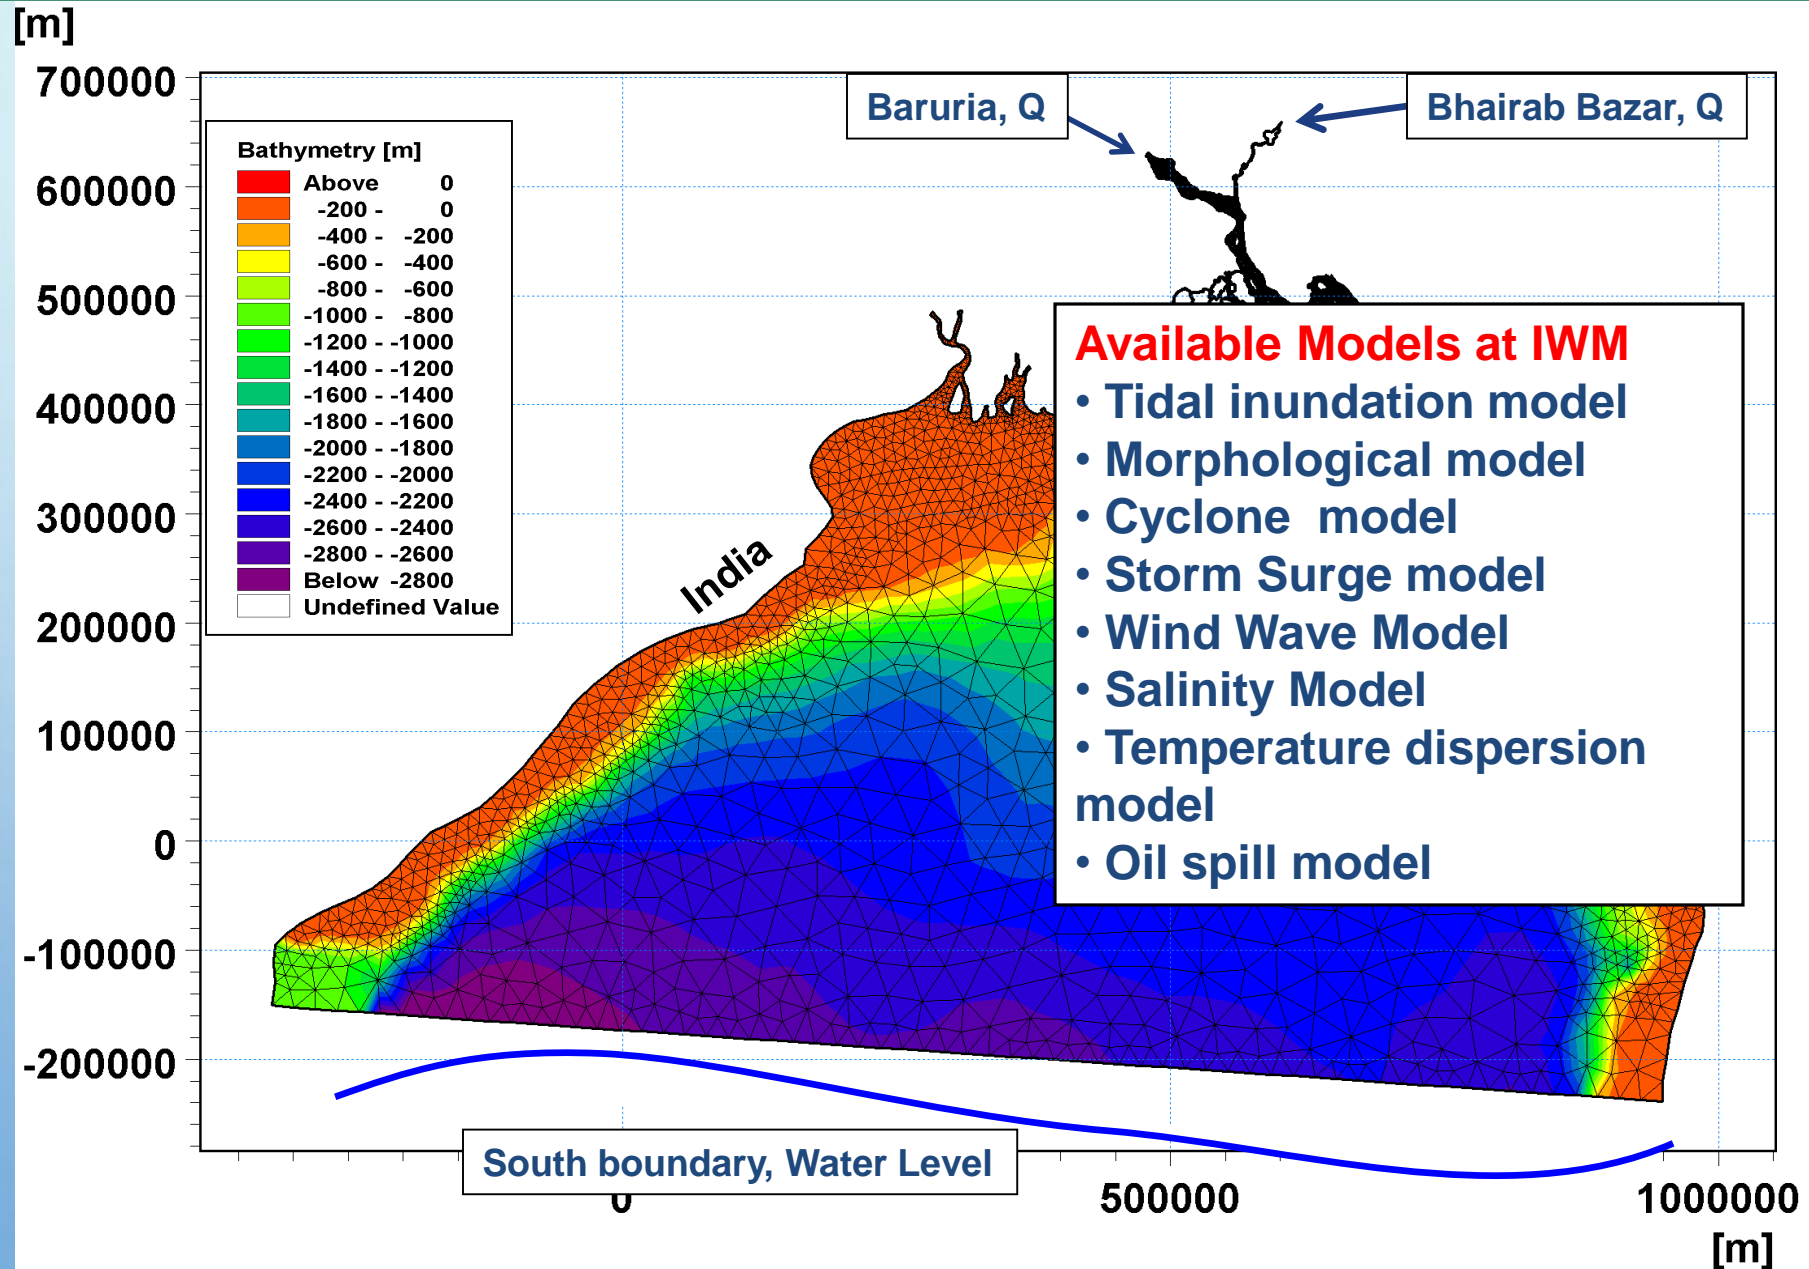 [m]
700000
600000
500000
400000
300000
200000
100000
0
-100000
-200000
Baruria, Q
Bhairab Bazar, Q
Bathymetry [m]
Above 0
-200 - 0
-400 - -200
-600 - -400
-800 - -600
-1000 - -800
-1200 - -1000
-1400 - -1200
-1600 - -1400
-1800 - -1600
-2000 - -1800
-2200 - -2000
-2400 - -2200
-2600 - -2400
-2800 - -2600
Below -2800
Undefined Value
India
Available Models at IWM
• Tidal inundation model
• Morphological model
• Cyclone model
• Storm Surge model
• Wind Wave Model
• Salinity Model
• Temperature dispersion
model
• Oil spill model
South boundary, Water Level
0 500000 1000000
[m]